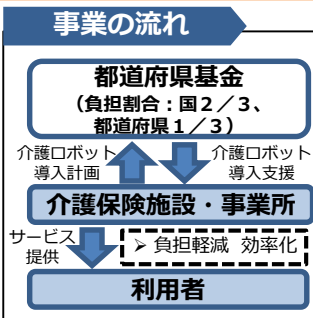 事業の流れ
都道府県基金
(負担割合:国2/3、
都道府県1/3)
介護ロボット
導入計画
介護ロボット
導入支援
介護保険施設・事業所
サービス
提供
➢ 負担軽減 効率化
利用者